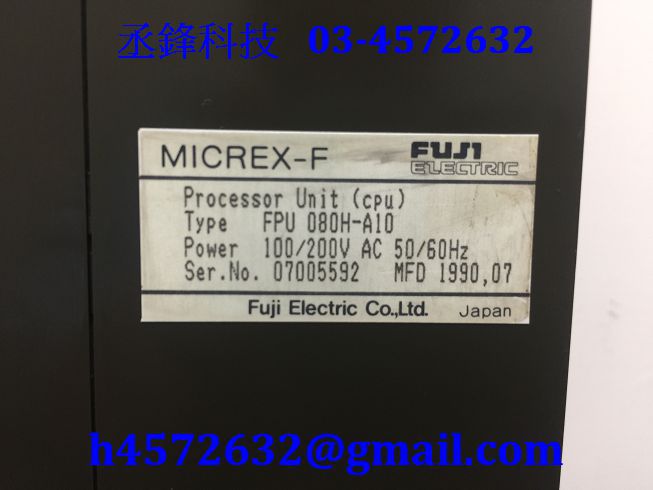 丞鋒科技 03-4572632
MICREX-F
FUJI
ELECTRIC
Processor Unit (cpu)
Type FPU 080H-A10
Power 100/200V AC 50/60Hz
Ser.No. 07005592 MFD 1990,07
Fuji Electric Co.,Ltd. Japan
h4572632@gmail.com